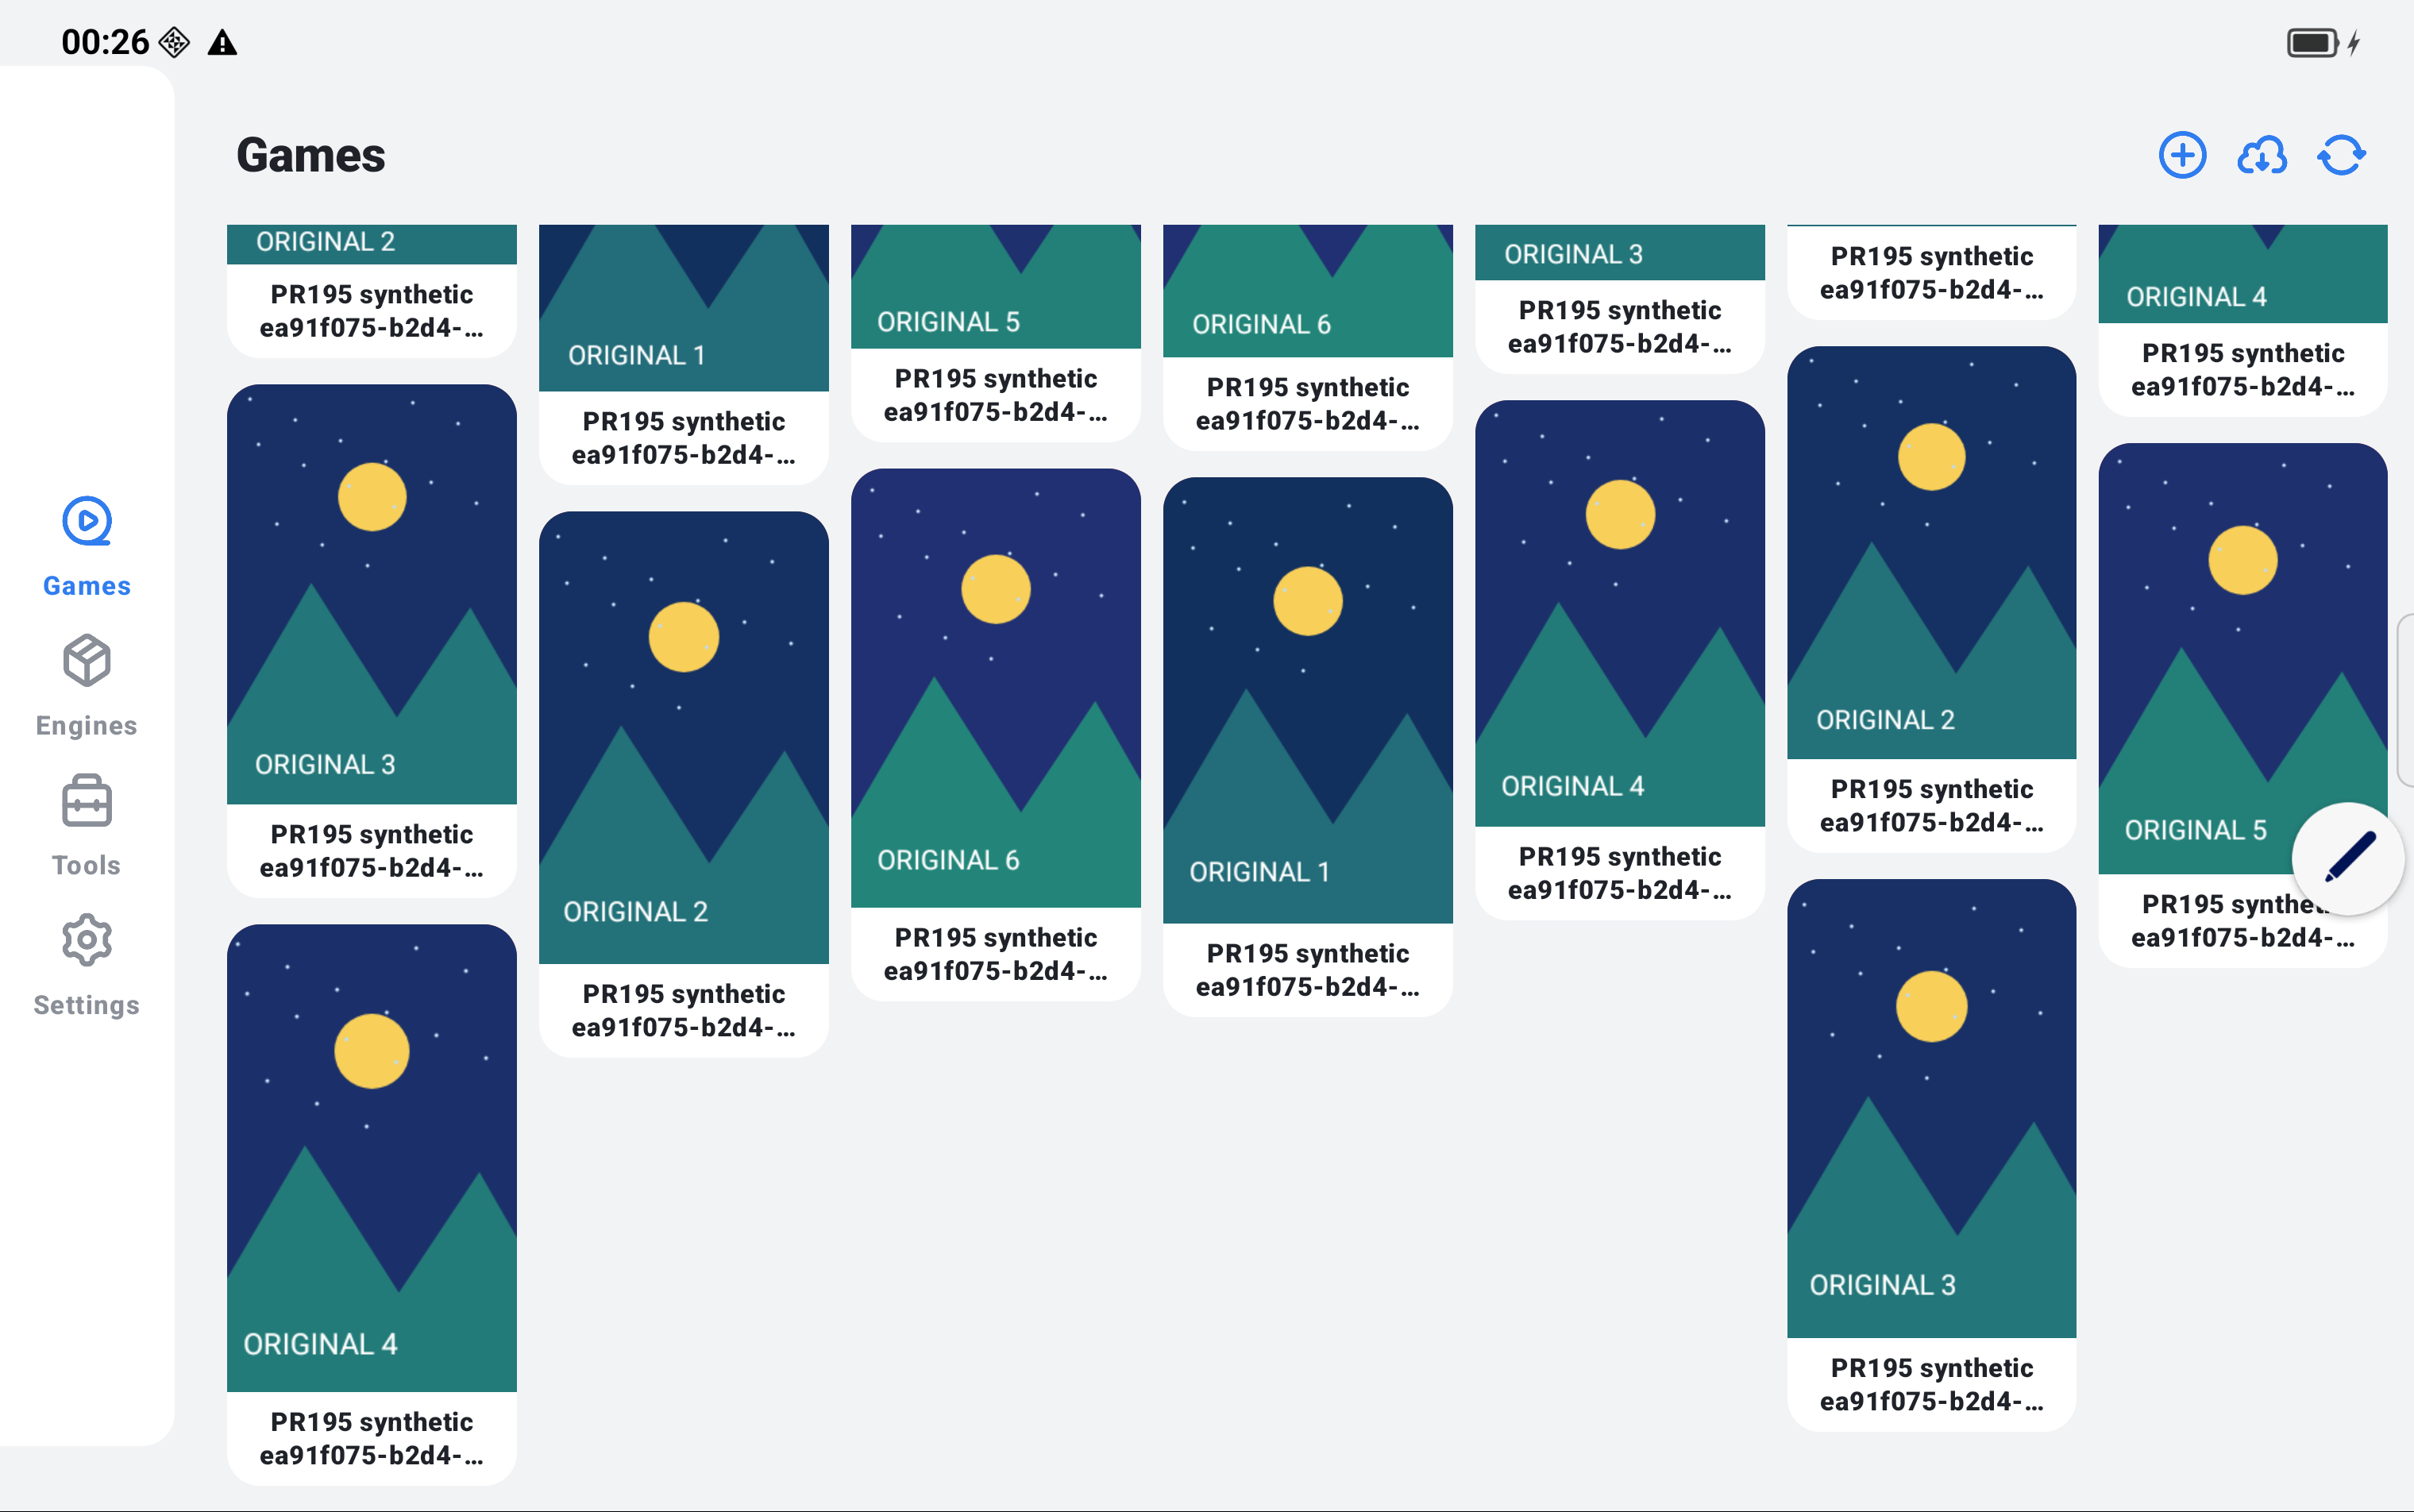 00:26
Games
Games
Engines
Tools
Settings
ORIGINAL 2
PR195 synthetic
ea91f075-b2d4-...
ORIGINAL 3
PR195 synthetic
ea91f075-b2d4-...
ORIGINAL 4
PR195 synthetic
ea91f075-b2d4-...
ORIGINAL 1
PR195 synthetic
ea91f075-b2d4-...
ORIGINAL 2
PR195 synthetic
ea91f075-b2d4-...
ORIGINAL 5
PR195 synthetic
ea91f075-b2d4-...
ORIGINAL 6
PR195 synthetic
ea91f075-b2d4-...
ORIGINAL 6
PR195 synthetic
ea91f075-b2d4-...
ORIGINAL 1
PR195 synthetic
ea91f075-b2d4-...
ORIGINAL 3
PR195 synthetic
ea91f075-b2d4-...
ORIGINAL 4
PR195 synthetic
ea91f075-b2d4-...
PR195 synthetic
ea91f075-b2d4-...
ORIGINAL 2
PR195 synthetic
ea91f075-b2d4-...
ORIGINAL 3
PR195 synthetic
ea91f075-b2d4-...
ORIGINAL 4
PR195 synthetic
ea91f075-b2d4-...
ORIGINAL 5
PR195
ea91f075-b2d4-...